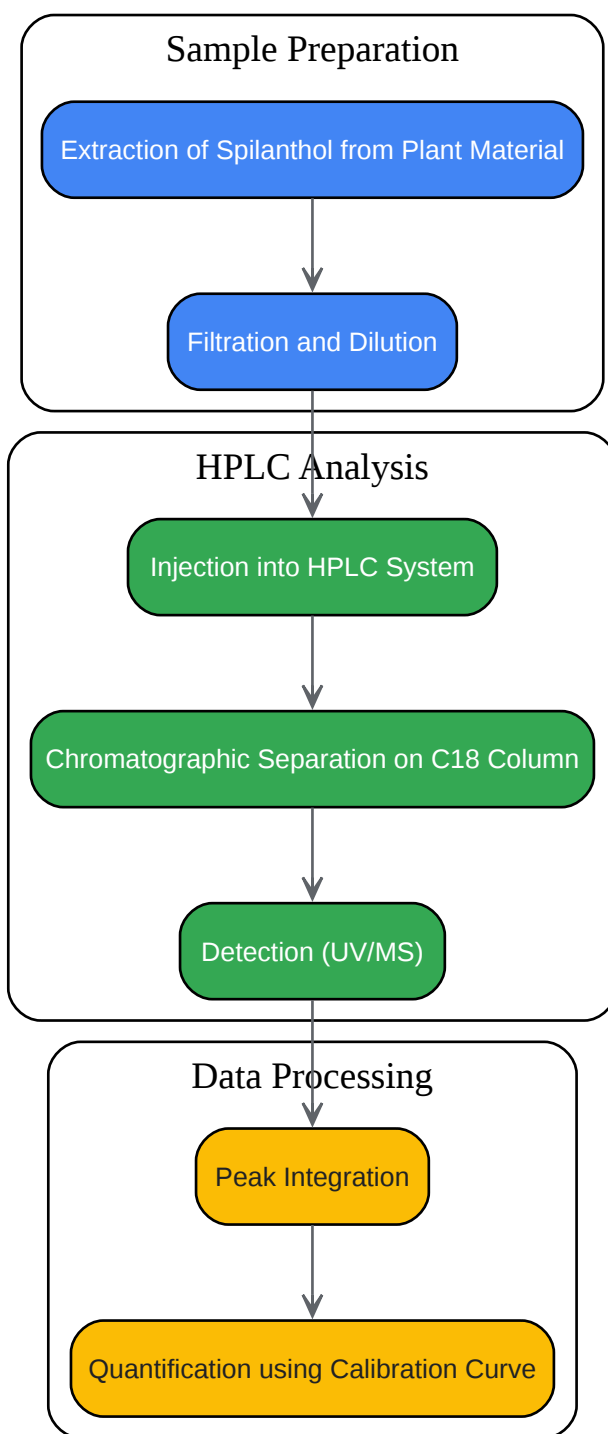 Sample Preparation
Extraction of Spilanthol from Plant Material
Filtration and Dilution
HPLC Analysis
Injection into HPLC System
Chromatographic Separation on C18 Column
Detection (UV/MS)
Data Processing
Peak Integration
Quantification using Calibration Curve